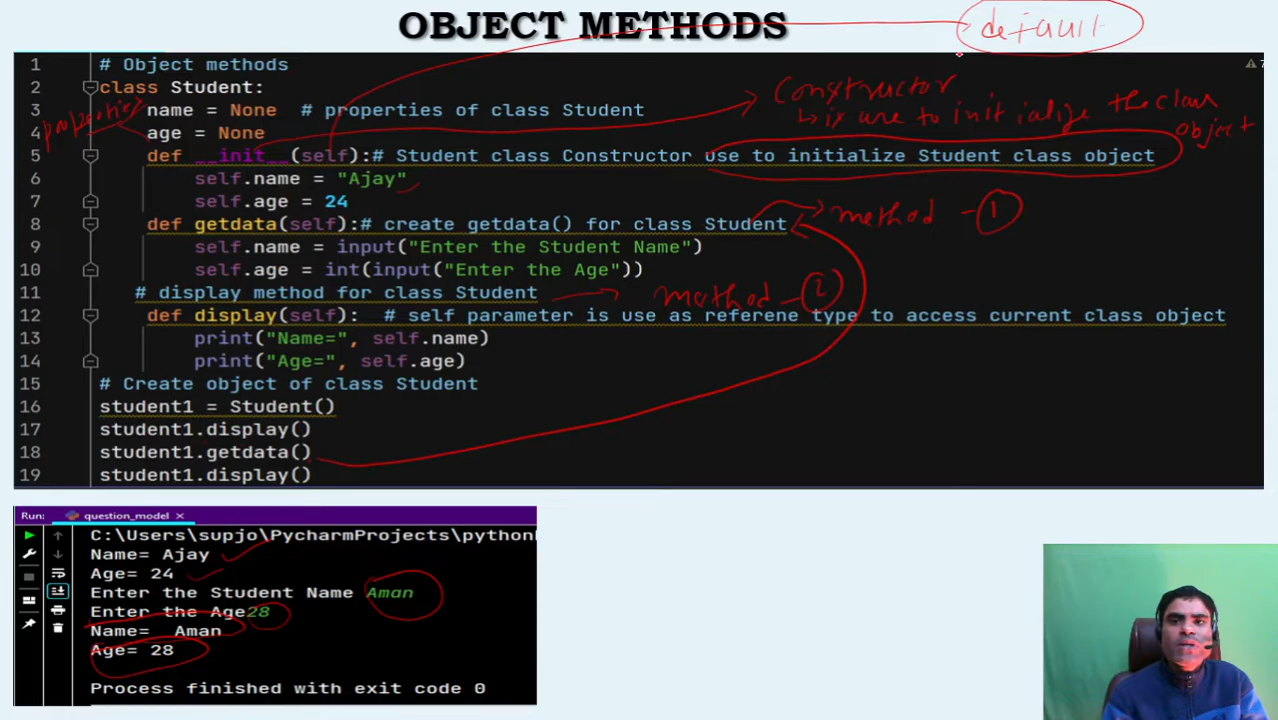 OBJECT METHODS
default
1 # Object methods
2 class Student:
3 name = None # properties of class Student
4 age = None
properties
Constructor
is use to initialize the class
object
5 def __init__(self):# Student class Constructor use to initialize Student class object
6 self.name = "Ajay"
7 self.age = 24
8 def getdata(self):# create getdata() for class Student
method - 1
9 self.name = input("Enter the Student Name")
10 self.age = int(input("Enter the Age"))
11 # display method for class Student
method - 2
12 def display(self): # self parameter is use as referene type to access current class object
13 print("Name=", self.name)
14 print("Age=", self.age)
15 # Create object of class Student
16 student1 = Student()
17 student1.display()
18 student1.getdata()
19 student1.display()
Run: question_model ×
C:\Users\supjo\PycharmProjects\python
Name= Ajay
Age= 24
Enter the Student Name Aman
Enter the Age28
Name= Aman
Age= 28
Process finished with exit code 0